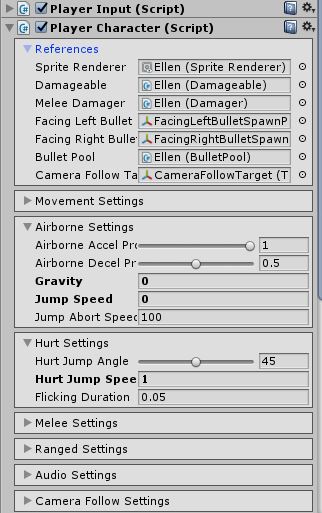 Player Input (Script)
Player Character (Script)
References
Sprite Renderer Ellen (Sprite Renderer)
Damageable Ellen (Damageable)
Melee Damager Ellen (Damager)
Facing Left Bullet FacingLeftBulletSpawnP
Facing Right Bullet FacingRightBulletSpawn
Bullet Pool Ellen (BulletPool)
Camera Follow Ta CameraFollowTarget (T
Movement Settings
Airborne Settings
Airborne Accel Pro 1
Airborne Decel Pr 0.5
Gravity 0
Jump Speed 0
Jump Abort Speed 100
Hurt Settings
Hurt Jump Angle 45
Hurt Jump Spee 1
Flicking Duration 0.05
Melee Settings
Ranged Settings
Audio Settings
Camera Follow Settings